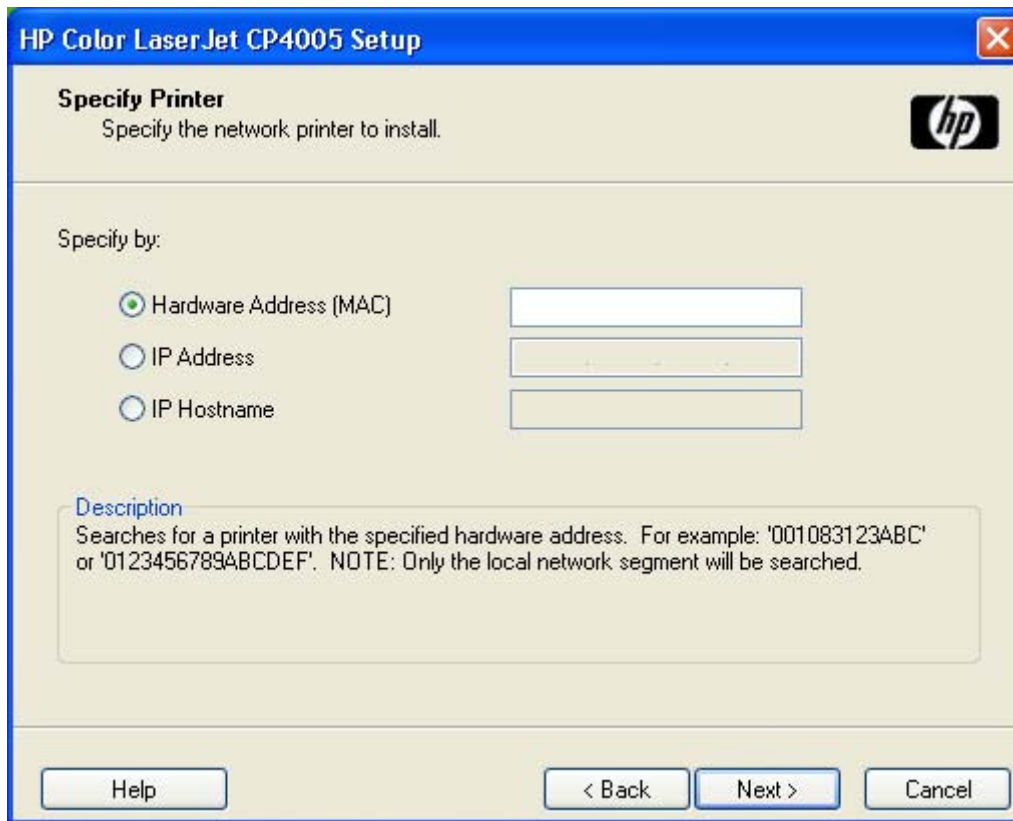 HP Color LaserJet CP4005 Setup
Specify Printer
Specify the network printer to install.
hp
Specify by:
Hardware Address (MAC)
IP Address
. . .
IP Hostname
Description
Searches for a printer with the specified hardware address. For example: '001083123ABC'
or '0123456789ABCDEF'. NOTE: Only the local network segment will be searched.
Help
< Back
Next >
Cancel